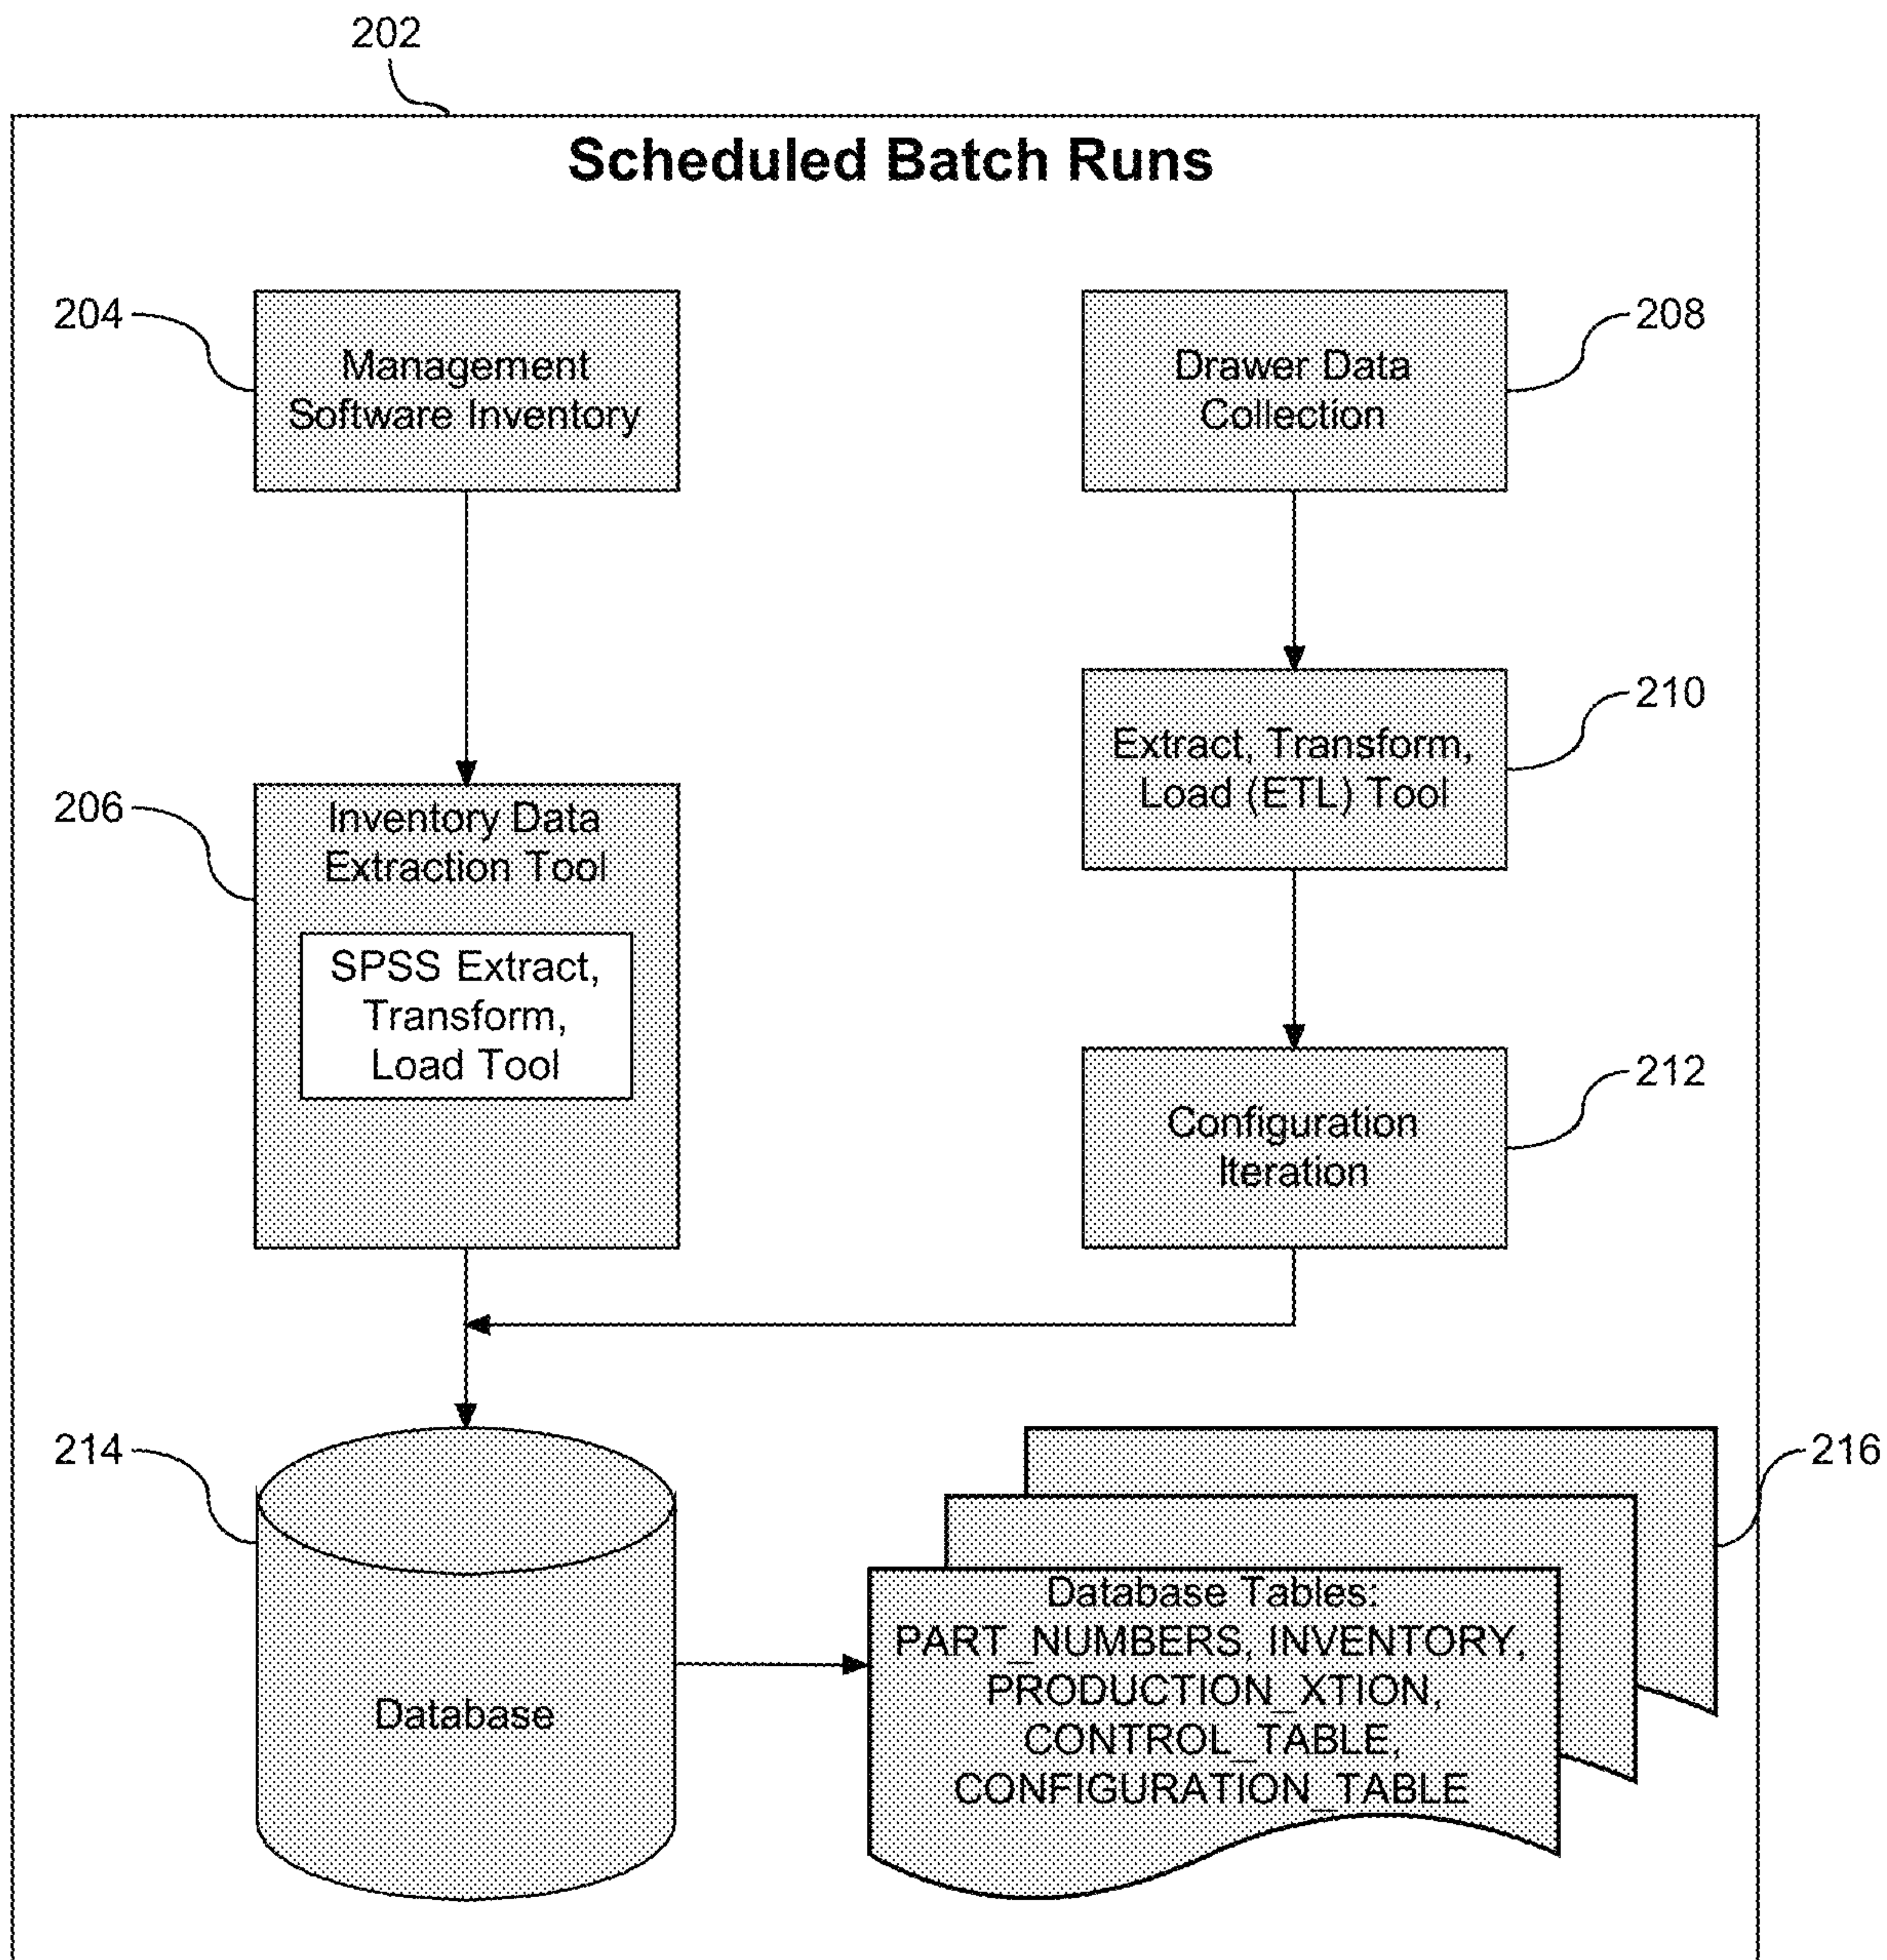 202
Scheduled Batch Runs
204
Management
Software Inventory
Drawer Data
Collection
208
Extract, Transform,
Load (ETL) Tool
210
206
Inventory Data
Extraction Tool
SPSS Extract,
Transform,
Load Tool
Configuration
Iteration
212
214
Database
216
Database Tables:
PART_NUMBERS, INVENTORY,
PRODUCTION_XTION,
CONTROL_TABLE,
CONFIGURATION_TABLE